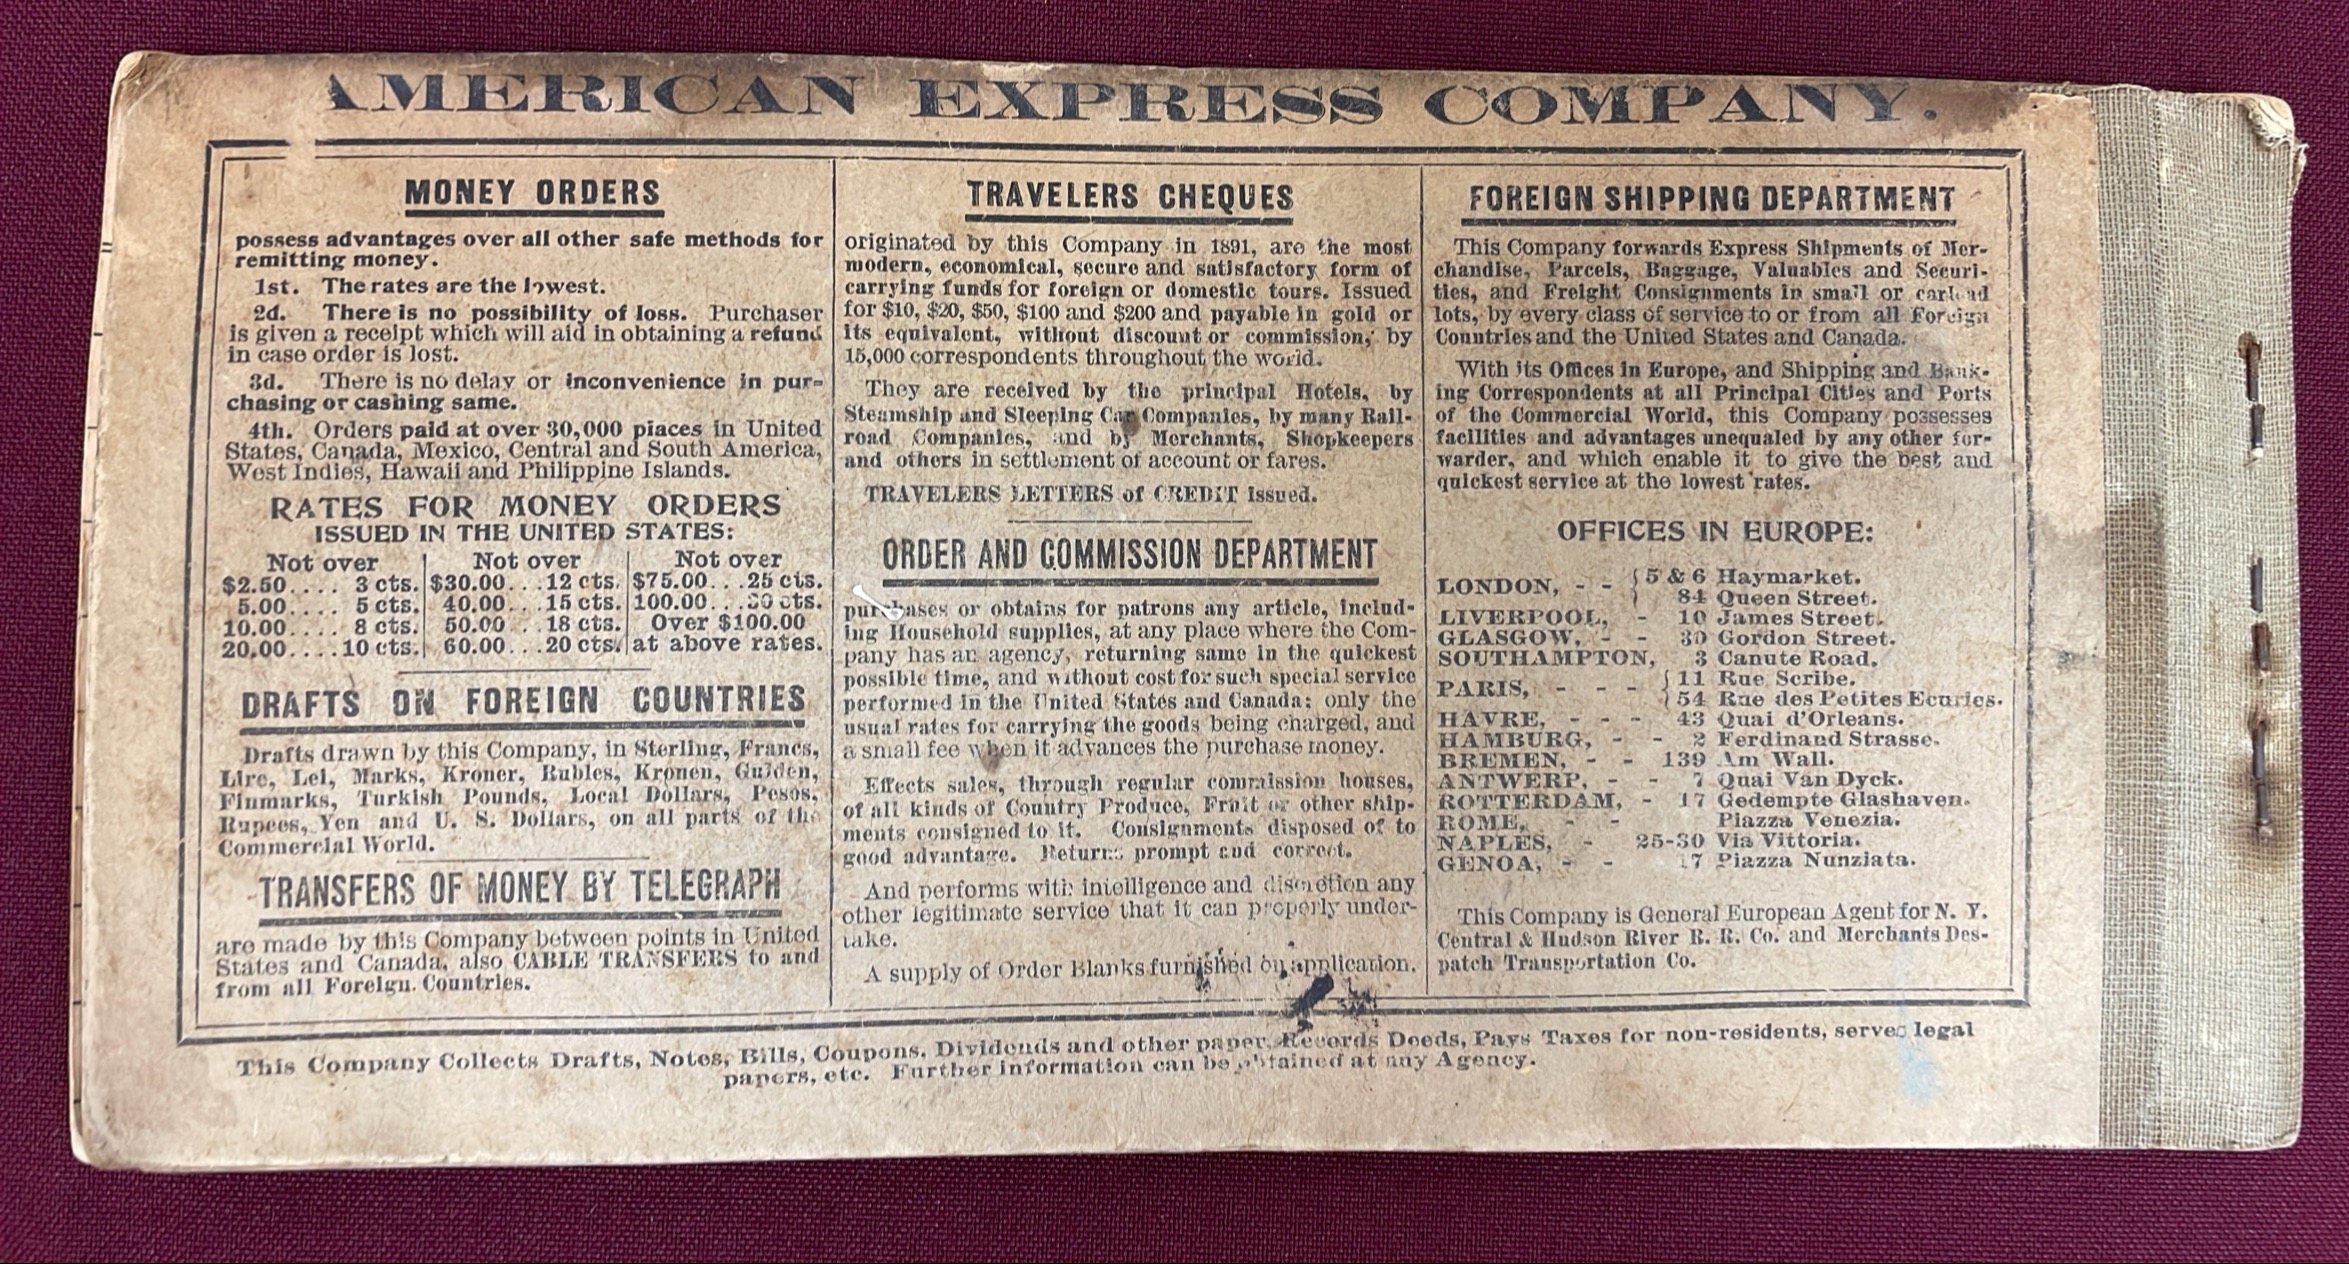 AMERICAN EXPRESS COMPANY.
MONEY ORDERS
possess advantages over all other safe methods for
remitting money.
1st. The rates are the lowest.
2d. There is no possibility of loss. Purchaser
is given a receipt which will aid in obtaining a refund
in case order is lost.
3d. There is no delay or inconvenience in pur-
chasing or cashing same.
4th. Orders paid at over 30,000 places in United
States, Canada, Mexico, Central and South America,
West Indies, Hawaii and Philippine Islands.
RATES FOR MONEY ORDERS
ISSUED IN THE UNITED STATES:
Not over Not over Not over
$2.50.... 3 cts. $30.00...12 cts. $75.00...25 cts.
5.00.... 5 cts. 40.00...15 cts. 100.00...30 cts.
10.00.... 8 cts. 50.00...18 cts. Over $100.00
20.00....10 cts. 60.00...20 cts. at above rates.
DRAFTS ON FOREIGN COUNTRIES
Drafts drawn by this Company, in Sterling, Francs,
Lire, Lei, Marks, Kroner, Rubles, Kronen, Gulden,
Finmarks, Turkish Pounds, Local Dollars, Pesos,
Rupees, Yen and U. S. Dollars, on all parts of the
Commercial World.
TRANSFERS OF MONEY BY TELEGRAPH
are made by this Company between points in United
States and Canada, also CABLE TRANSFERS to and
from all Foreign Countries.
TRAVELERS CHEQUES
originated by this Company in 1891, are the most
modern, economical, secure and satisfactory form of
carrying funds for foreign or domestic tours. Issued
for $10, $20, $50, $100 and $200 and payable in gold or
its equivalent, without discount or commission, by
15,000 correspondents throughout the world.
They are received by the principal Hotels, by
Steamship and Sleeping Car Companies, by many Rail-
road Companies, and by Merchants, Shopkeepers
and others in settlement of account or fares.
TRAVELERS LETTERS of CREDIT issued.
ORDER AND COMMISSION DEPARTMENT
purchases or obtains for patrons any article, includ-
ing Household supplies, at any place where the Com-
pany has an agency, returning same in the quickest
possible time, and without cost for such special service
performed in the United States and Canada; only the
usual rates for carrying the goods being charged, and
a small fee when it advances the purchase money.
Effects sales, through regular commission houses,
of all kinds of Country Produce, Fruit or other ship-
ments consigned to it. Consignments disposed of to
good advantage. Returns prompt and correct.
And performs with intelligence and discretion any
other legitimate service that it can properly under-
take.
A supply of Order Blanks furnished on application.
FOREIGN SHIPPING DEPARTMENT
This Company forwards Express Shipments of Mer-
chandise, Parcels, Baggage, Valuables and Securi-
ties, and Freight Consignments in small or carload
lots, by every class of service to or from all Foreign
Countries and the United States and Canada.
With its Offices in Europe, and Shipping and Bank-
ing Correspondents at all Principal Cities and Ports
of the Commercial World, this Company possesses
facilities and advantages unequaled by any other for-
warder, and which enable it to give the best and
quickest service at the lowest rates.
OFFICES IN EUROPE:
LONDON, - - { 5 & 6 Haymarket.
84 Queen Street.
LIVERPOOL, - 10 James Street.
GLASGOW, - - 30 Gordon Street.
SOUTHAMPTON, 3 Canute Road.
PARIS, - - - { 11 Rue Scribe.
54 Rue des Petites Ecuries.
HAVRE, - - - 43 Quai d'Orleans.
HAMBURG, - - 2 Ferdinand Strasse.
BREMEN, - - 139 Am Wall.
ANTWERP, - - 7 Quai Van Dyck.
ROTTERDAM, - 17 Gedempte Glashaven.
ROME, - - Piazza Venezia.
NAPLES, - 25-30 Via Vittoria.
GENOA, - - 17 Piazza Nunziata.
This Company is General European Agent for N. Y.
Central & Hudson River R. R. Co. and Merchants Des-
patch Transportation Co.
This Company Collects Drafts, Notes, Bills, Coupons, Dividends and other paper, Records Deeds, Pays Taxes for non-residents, serves legal
papers, etc. Further information can be obtained at any Agency.